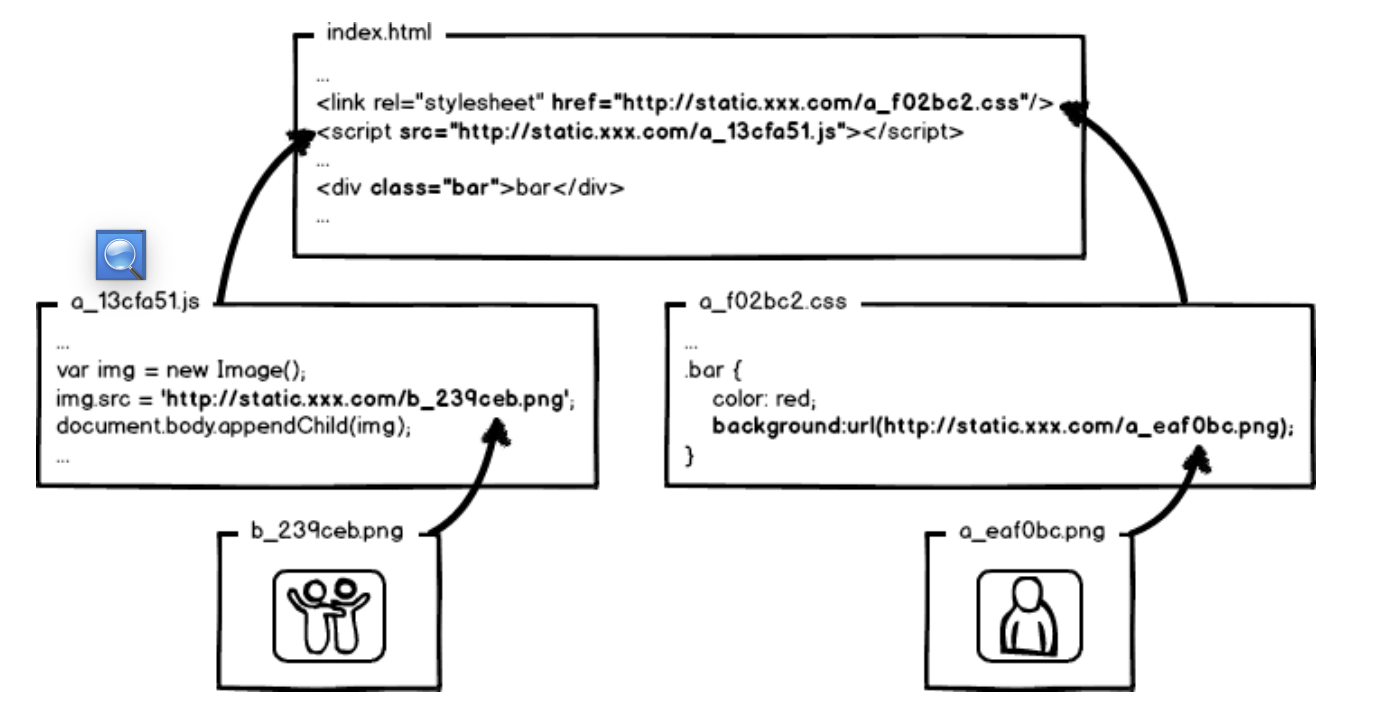 index.html
...
<link rel="stylesheet" href="http://static.xxx.com/a_f02bc2.css"/>
<script src="http://static.xxx.com/a_13cfa51.js"></script>
...
<div class="bar">bar</div>
...
a_13cfa51.js
...
var img = new Image();
img.src = 'http://static.xxx.com/b_239ceb.png';
document.body.appendChild(img);
...
a_f02bc2.css
...
.bar {
color: red;
background:url(http://static.xxx.com/a_eaf0bc.png);
}
b_239ceb.png
a_eaf0bc.png